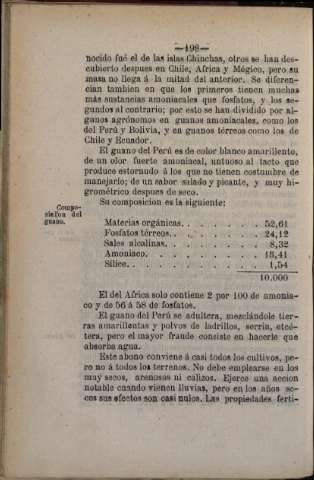 —198—
nocido fué el de las islas Chinchas, otros se han des-
cubierto despues en Chile, Africa y Mégico, pero su
masa no llega á la mitad del anterior. Se diferen-
cian tambien en que los primeros tienen muchas
más sustancias amoniacales que fosfatos, y los se-
gundos al contrario; por esto se han dividido por al-
gunos agrónomos en guanos amoniacales, como los
del Perú y Bolivia, y en guanos térreos como los de
Chile y Ecuador.
El guano del Perú es de color blanco amarillento,
de un olor fuerte amoniacal, untuoso al tacto que
produce estornudo á los que no tienen costumbre de
manejarlo; de un sabor salado y picante, y muy hi-
grométrico despues de seco.
Compo-
sicion del
guano.
Su composicion es la siguiente:
Materias orgánicas. . . . . . . . 52,61
Fosfatos térreos . . . . . . . . 24,12
Sales alcalinas. . . . . . . . . 8,32
Amoniaco. . . . . . . . . . 13,41
Sílice. . . . . . . . . . . 1,54
10.000
El del Africa solo contiene 2 por 100 de amonia-
co y de 56 á 58 de fosfatos.
El guano del Perú se adultera, mezclándole tier-
ras amarillentas y polvos de ladrillos, serrin, etcé-
tera, pero el mayor fraude consiste en hacerle que
absorba agua.
Este abono conviene á casi todos los cultivos, pe-
ro no á todos los terrenos. No debe emplearse en los
muy secos, arenosos ni calizos. Ejerce una accion
notable cuando vienen lluvias, pero en los años se-
cos sus efectos son casi nulos. Las propiedades ferti-